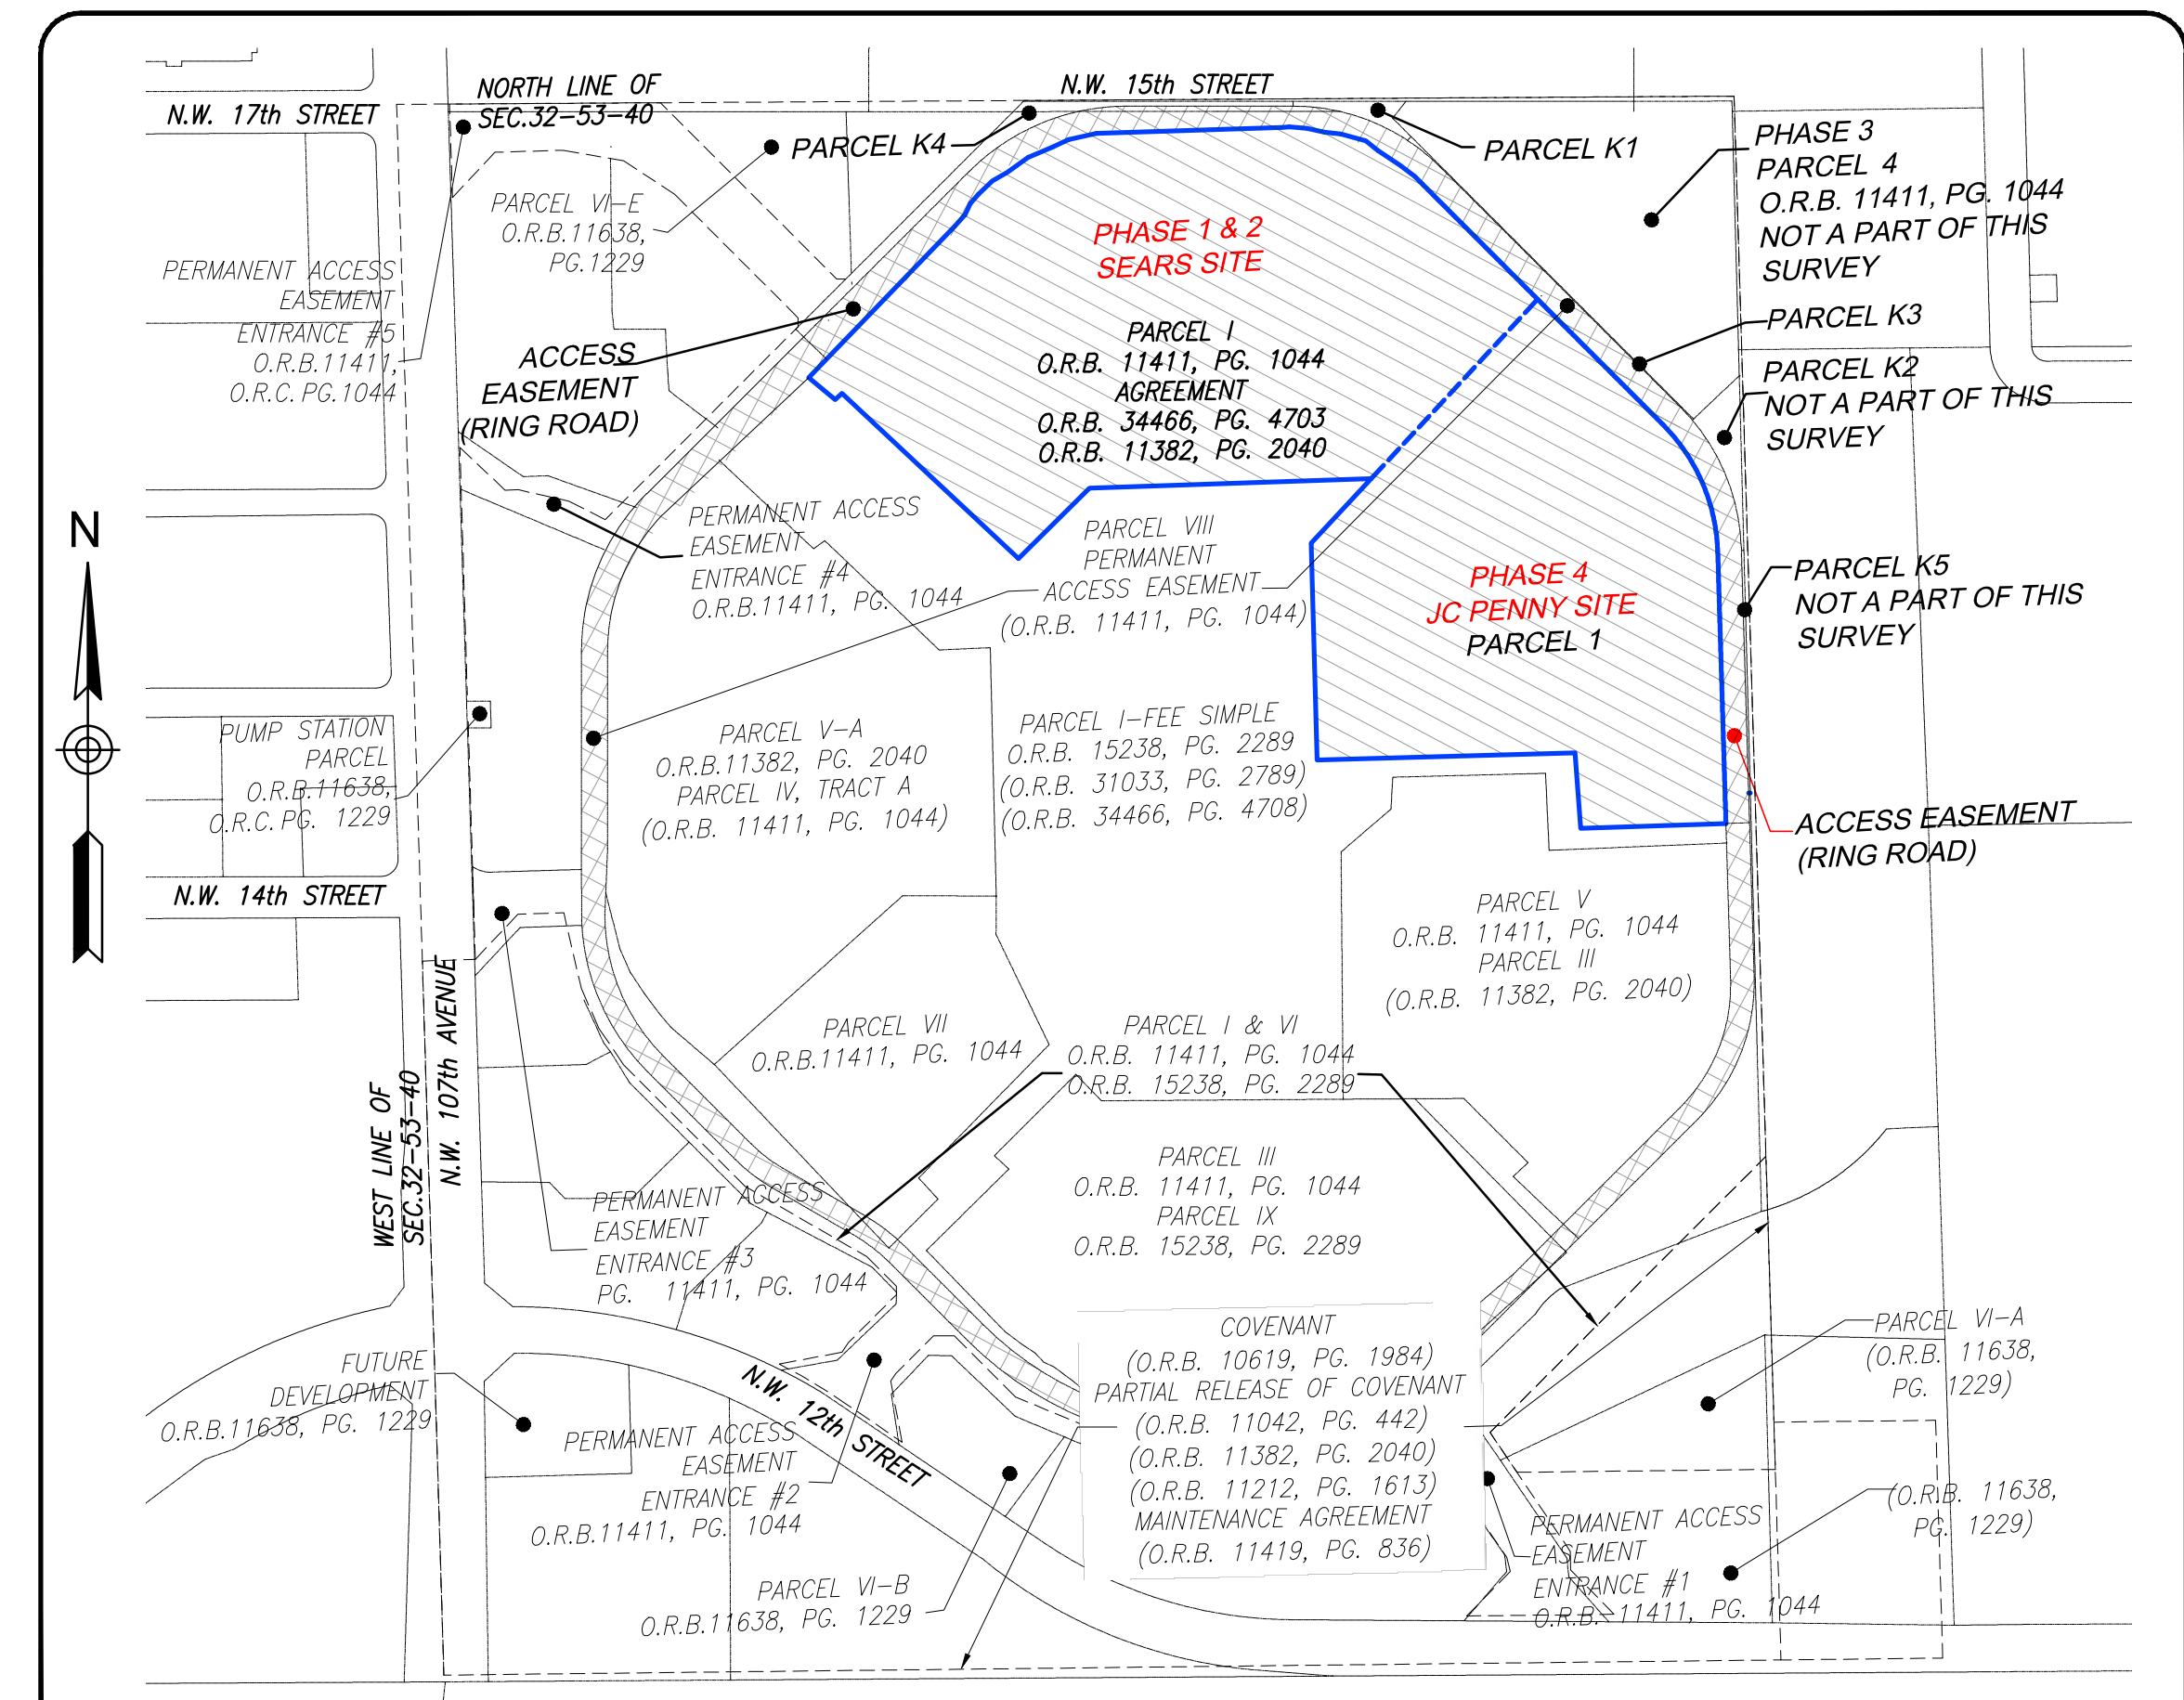 N.W. 17th STREET
NORTH LINE OF
SEC.32-53-40
N.W. 15th STREET
PARCEL K4
PARCEL K1
PHASE 3
PARCEL 4
O.R.B. 11411, PG. 1044
NOT A PART OF THIS
SURVEY
PARCEL VI-E
O.R.B.11638,
PG.1229
PHASE 1 & 2
SEARS SITE
PERMANENT ACCESS
EASEMENT
ENTRANCE #5
O.R.B.11411,
O.R.C. PG.1044
ACCESS
EASEMENT
(RING ROAD)
PARCEL I
O.R.B. 11411, PG. 1044
AGREEMENT
O.R.B. 34466, PG. 4703
O.R.B. 11382, PG. 2040
PARCEL K3
PARCEL K2
NOT A PART OF THIS
SURVEY
N
PERMANENT ACCESS
EASEMENT
ENTRANCE #4
O.R.B.11411, PG. 1044
PARCEL VIII
PERMANENT
ACCESS EASEMENT
(O.R.B. 11411, PG. 1044)
PHASE 4
JC PENNY SITE
PARCEL 1
PARCEL K5
NOT A PART OF THIS
SURVEY
PUMP STATION
PARCEL
O.R.B.11638,
O.R.C. PG. 1229
PARCEL V-A
O.R.B.11382, PG. 2040
PARCEL IV, TRACT A
(O.R.B. 11411, PG. 1044)
PARCEL I-FEE SIMPLE
O.R.B. 15238, PG. 2289
(O.R.B. 31033, PG. 2789)
(O.R.B. 34466, PG. 4708)
ACCESS EASEMENT
(RING ROAD)
N.W. 14th STREET
PARCEL V
O.R.B. 11411, PG. 1044
PARCEL III
(O.R.B. 11382, PG. 2040)
WEST LINE OF
SEC.32-53-40
N.W. 107th AVENUE
PARCEL VII
O.R.B.11411, PG. 1044
PARCEL I & VI
O.R.B. 11411, PG. 1044
O.R.B. 15238, PG. 2289
PARCEL III
O.R.B. 11411, PG. 1044
PARCEL IX
O.R.B. 15238, PG. 2289
PERMANENT ACCESS
EASEMENT
ENTRANCE #3
PG. 11411, PG. 1044
COVENANT
(O.R.B. 10619, PG. 1984)
PARTIAL RELEASE OF COVENANT
(O.R.B. 11042, PG. 442)
(O.R.B. 11382, PG. 2040)
(O.R.B. 11212, PG. 1613)
MAINTENANCE AGREEMENT
(O.R.B. 11419, PG. 836)
PARCEL VI-A
(O.R.B. 11638,
PG. 1229)
FUTURE
DEVELOPMENT
O.R.B.11638, PG. 1229
N.W. 12th STREET
PERMANENT ACCESS
EASEMENT
ENTRANCE #2
O.R.B.11411, PG. 1044
(O.R.B. 11638,
PG. 1229)
PERMANENT ACCESS
EASEMENT
ENTRANCE #1
O.R.B. 11411, PG. 1044
PARCEL VI-B
O.R.B.11638, PG. 1229